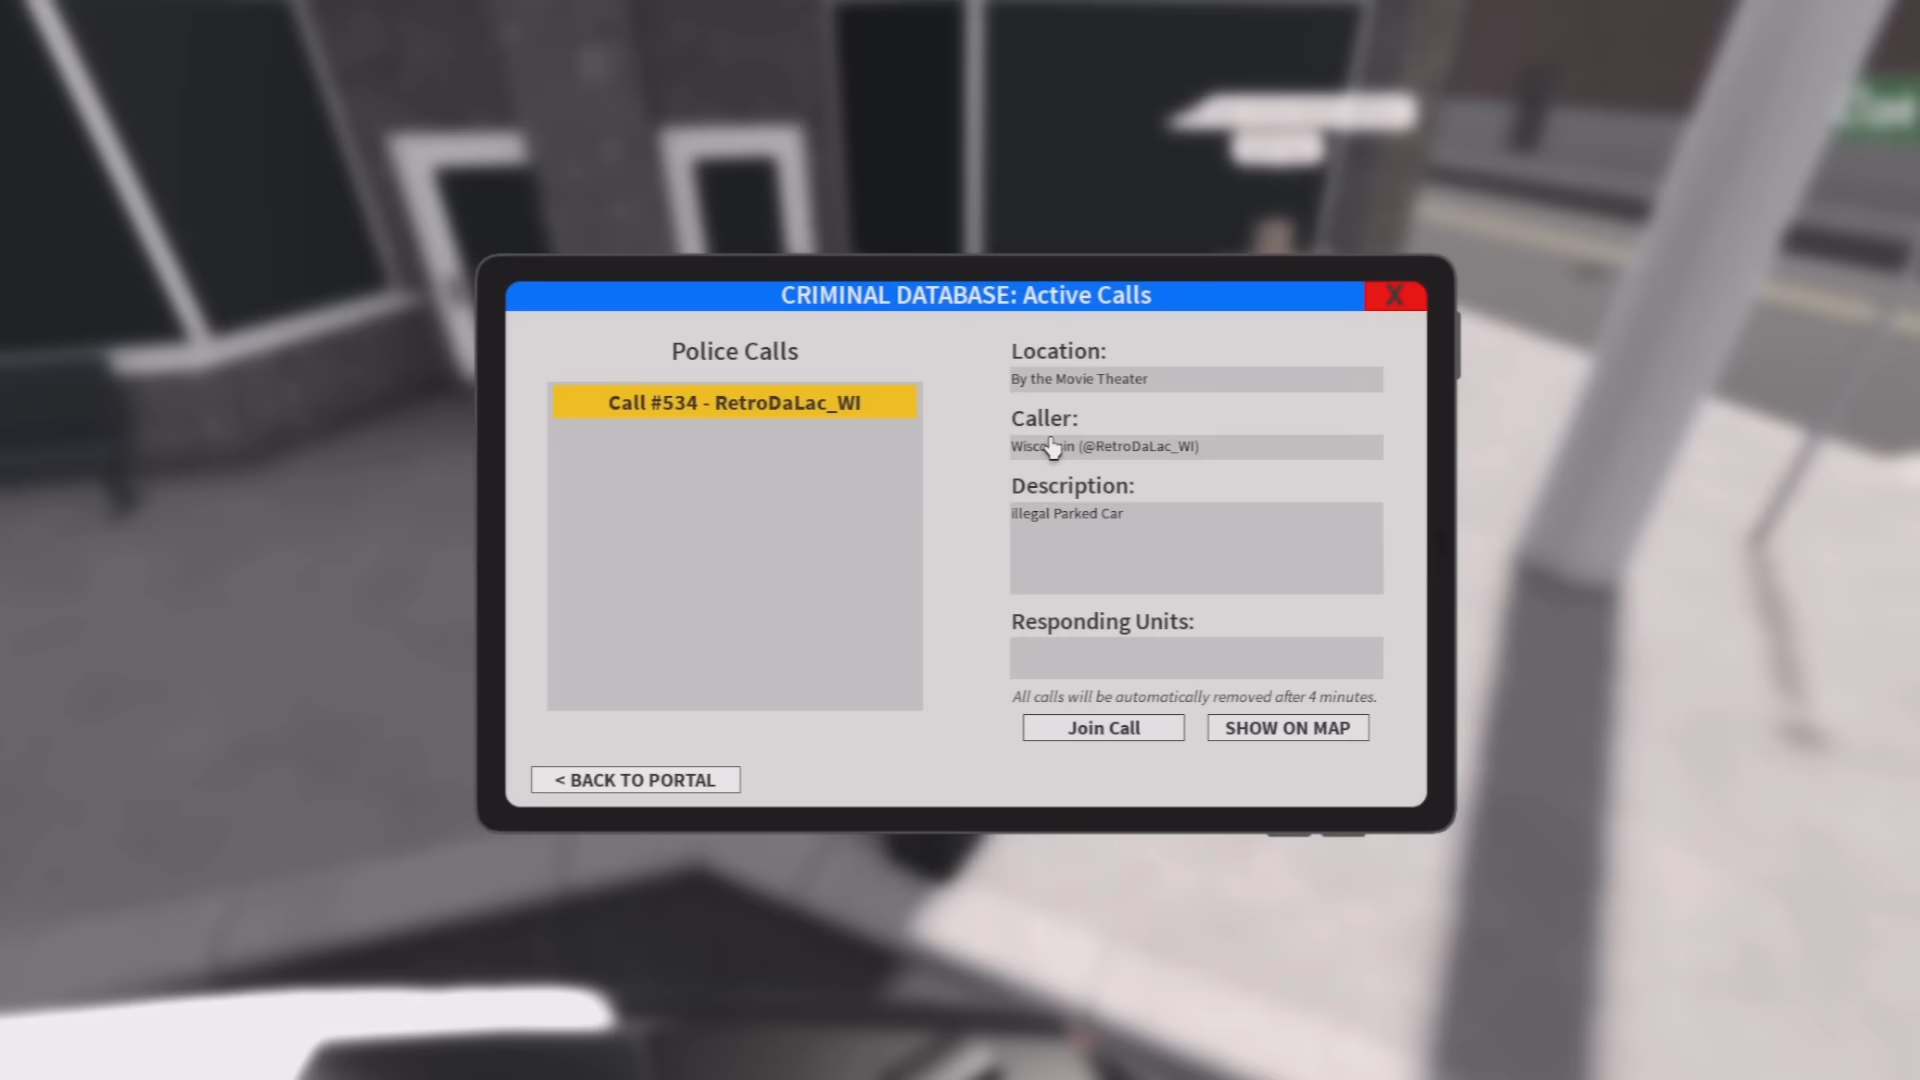 CRIMINAL DATABASE: Active Calls
X
Police Calls
Call #534 - RetroDaLac_WI
Location:
By the Movie Theater
Caller:
(@RetroDaLac_WI)
Description:
illegal Parked Car
Responding Units:
All calls will be automatically removed after 4 minutes.
Join Call
SHOW ON MAP
< BACK TO PORTAL